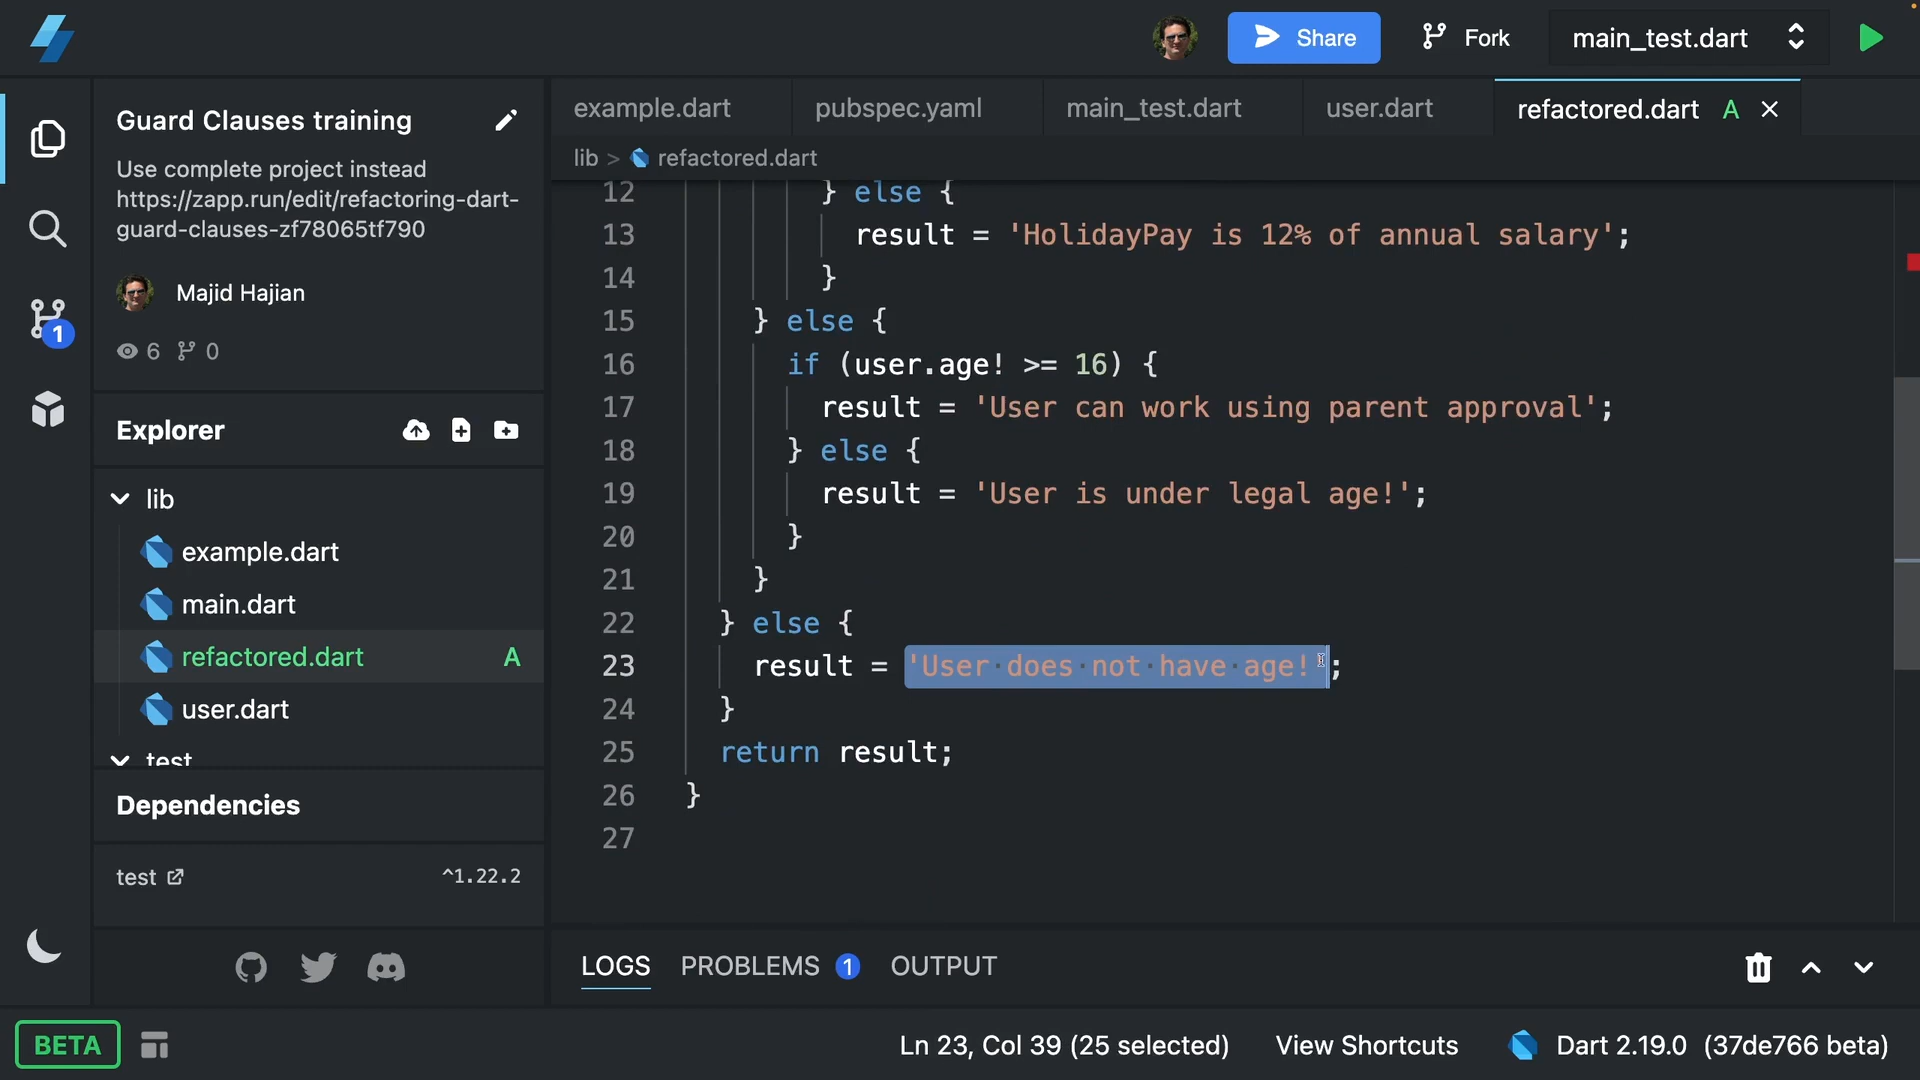 Share
Fork
main_test.dart
Guard Clauses training
Use complete project instead
https://zapp.run/edit/refactoring-dart-
guard-clauses-zf78065tf790
Majid Hajian
6 0
1
Explorer
lib
example.dart
main.dart
refactored.dart A
user.dart
test
Dependencies
test ^1.22.2
example.dart pubspec.yaml main_test.dart user.dart refactored.dart A
lib > refactored.dart
12 } else {
13 result = 'HolidayPay is 12% of annual salary';
14 }
15 } else {
16 if (user.age! >= 16) {
17 result = 'User can work using parent approval';
18 } else {
19 result = 'User is under legal age!';
20 }
21 }
22 } else {
23 result = 'User·does·not·have·age!';
24 }
25 return result;
26 }
27
LOGS PROBLEMS 1 OUTPUT
BETA
Ln 23, Col 39 (25 selected) View Shortcuts Dart 2.19.0 (37de766 beta)